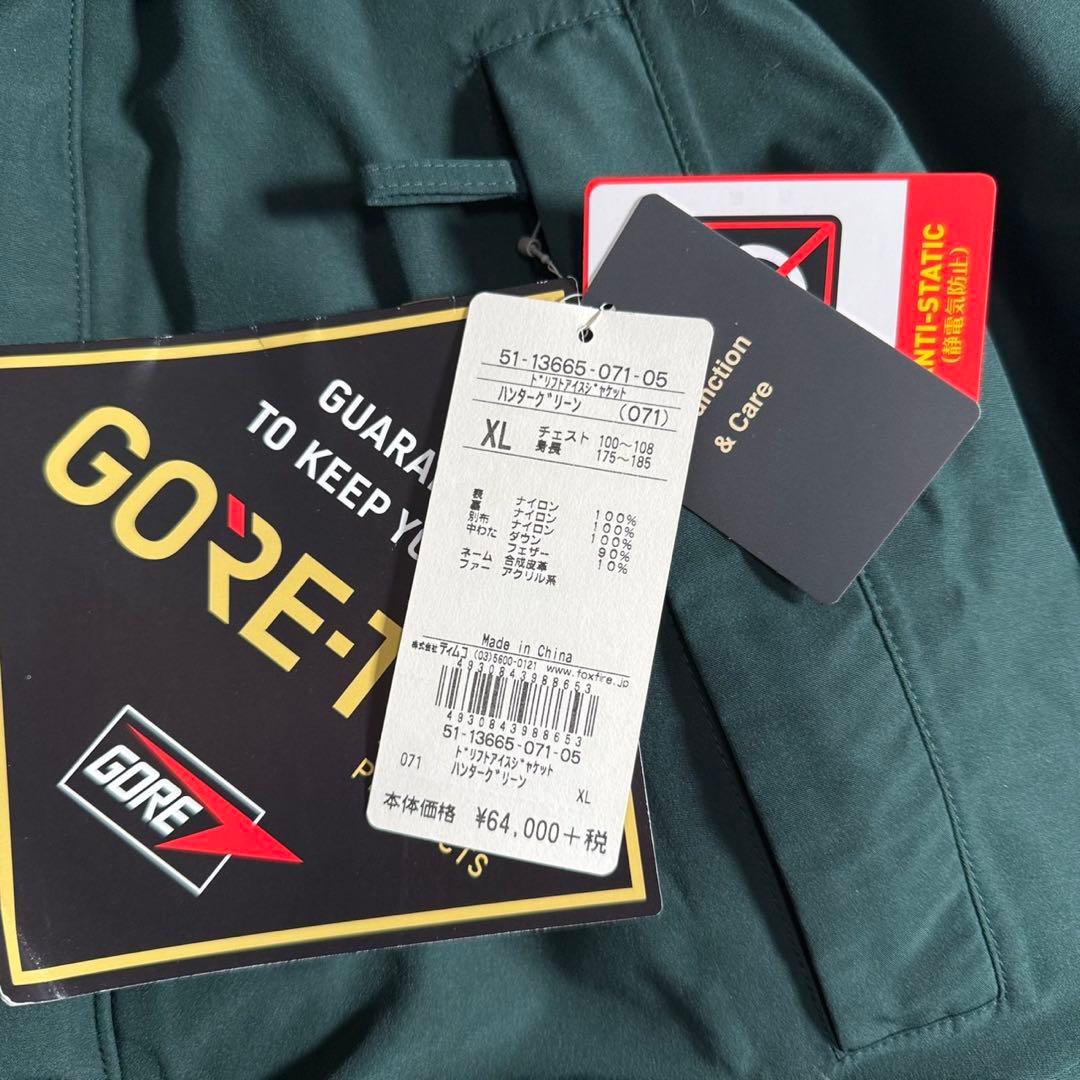 GUARA
TO KEEP YO
GORE-T
GORE
P
CTS
ANTI-STATIC
(静電気防止)
nction
& Care
51-13665-071-05
ﾄﾞﾘﾌﾄｱｲｽｼﾞｬｹｯﾄ
ﾊﾝﾀｰｸﾞﾘｰﾝ (071)
XL チェスト 100～108
身長 175～185
表 ナイロン 100%
裏 ナイロン 100%
別布 ナイロン 100%
中わた ダウン 90%
フェザー 10%
ネーム 合成皮革
ファー アクリル系
Made in China
株式会社 ティムコ (03)5600-0121 www.foxfire.jp
4930843988653
4930843988653
51-13665-071-05
ﾄﾞﾘﾌﾄｱｲｽｼﾞｬｹｯﾄ
071 ﾊﾝﾀｰｸﾞﾘｰﾝ XL
本体価格 ¥64,000+税